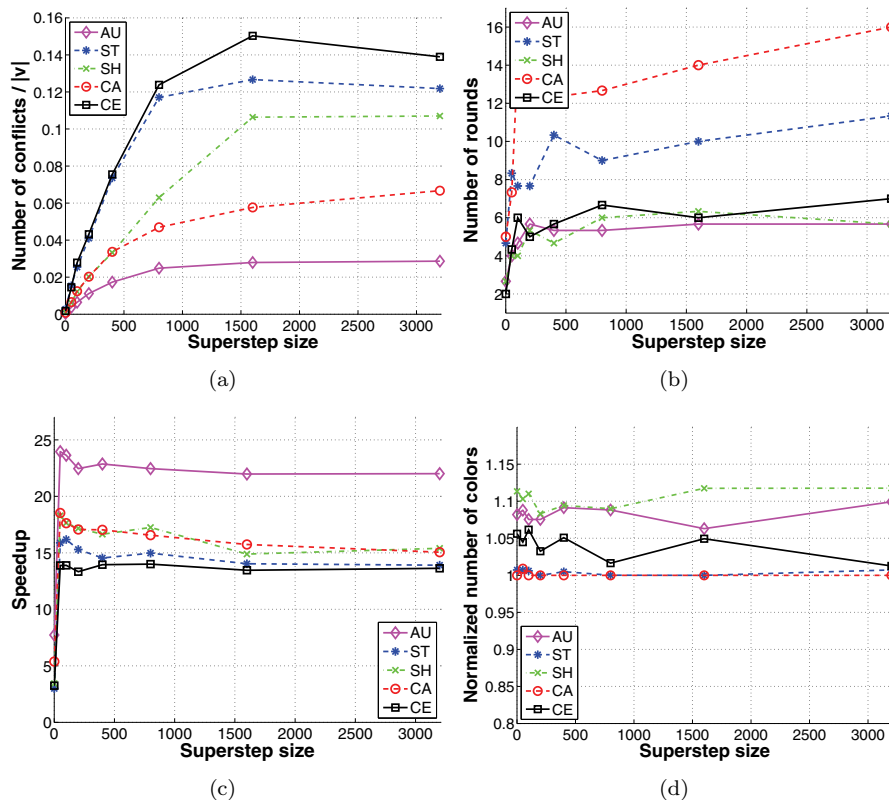 0.16
0.14
0.12
0.1
0.08
0.06
0.04
0.02
0
Number of conflicts / |v|
AU
ST
SH
CA
CE
0 500 1000 1500 2000 2500 3000
Superstep size
(a)
16
14
12
10
8
6
4
2
Number of rounds
AU
ST
SH
CA
CE
0 500 1000 1500 2000 2500 3000
Superstep size
(b)
25
20
15
10
5
0
Speedup
AU
ST
SH
CA
CE
0 500 1000 1500 2000 2500 3000
Superstep size
(c)
1.15
1.1
1.05
1
0.95
0.9
0.85
0.8
Normalized number of colors
AU
ST
SH
CA
CE
0 500 1000 1500 2000 2500 3000
Superstep size
(d)